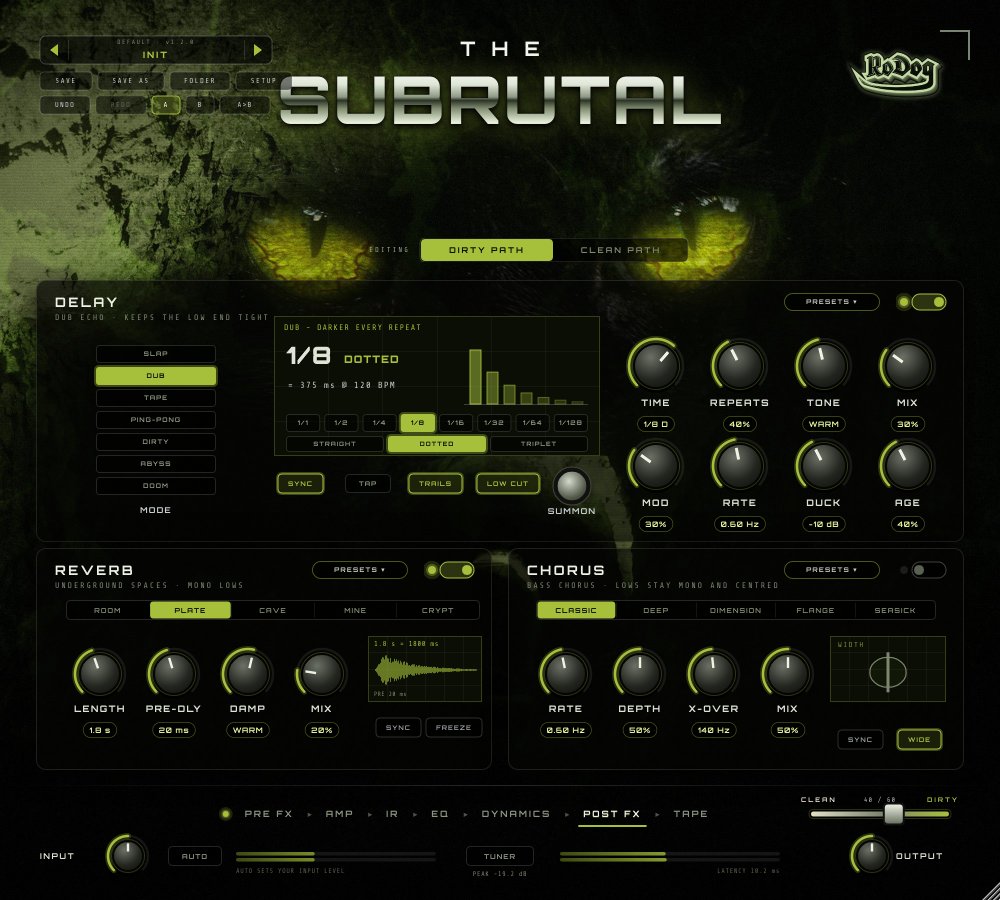 DEFAULT · v1.2.0
INIT
SAVE SAVE AS FOLDER SETUP
UNDO REDO A B A>B
THE
SUBRUTAL
RoDog
EDITING DIRTY PATH CLEAN PATH
DELAY
DUB ECHO · KEEPS THE LOW END TIGHT
PRESETS ▾
SLAP
DUB
TAPE
PING-PONG
DIRTY
ABYSS
DOOM
MODE
DUB - DARKER EVERY REPEAT
1/8 DOTTED
= 375 ms @ 120 BPM
1/1 1/2 1/4 1/8 1/16 1/32 1/64 1/128
STRAIGHT DOTTED TRIPLET
SYNC TAP TRAILS LOW CUT
SUMMON
TIME REPEATS TONE MIX
1/8 D 40% WARM 30%
MOD RATE DUCK AGE
30% 0.60 Hz -10 dB 40%
REVERB
UNDERGROUND SPACES · MONO LOWS
PRESETS ▾
ROOM PLATE CAVE MINE CRYPT
1.8 s = 1800 ms
PRE 20 ms
LENGTH PRE-DLY DAMP MIX
1.8 s 20 ms WARM 20%
SYNC FREEZE
CHORUS
BASS CHORUS · LOWS STAY MONO AND CENTRED
PRESETS ▾
CLASSIC DEEP DIMENSION FLANGE SEASICK
WIDTH
RATE DEPTH X-OVER MIX
0.60 Hz 50% 140 Hz 50%
SYNC WIDE
PRE FX ▸ AMP ▸ IR ▸ EQ ▸ DYNAMICS ▸ POST FX ▸ TAPE
CLEAN 40 / 60 DIRTY
INPUT AUTO TUNER OUTPUT
AUTO SETS YOUR INPUT LEVEL
PEAK -19.2 dB
LATENCY 10.2 ms